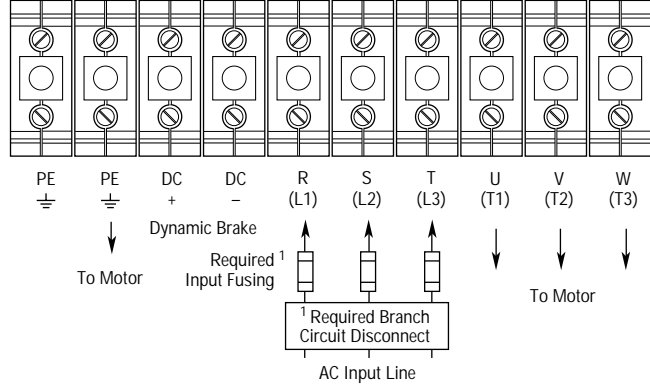 PE PE DC DC R S T U V W
+ – (L1) (L2) (L3) (T1) (T2) (T3)
Dynamic Brake
To Motor
Required 1
Input Fusing
To Motor
1 Required Branch
Circuit Disconnect
AC Input Line